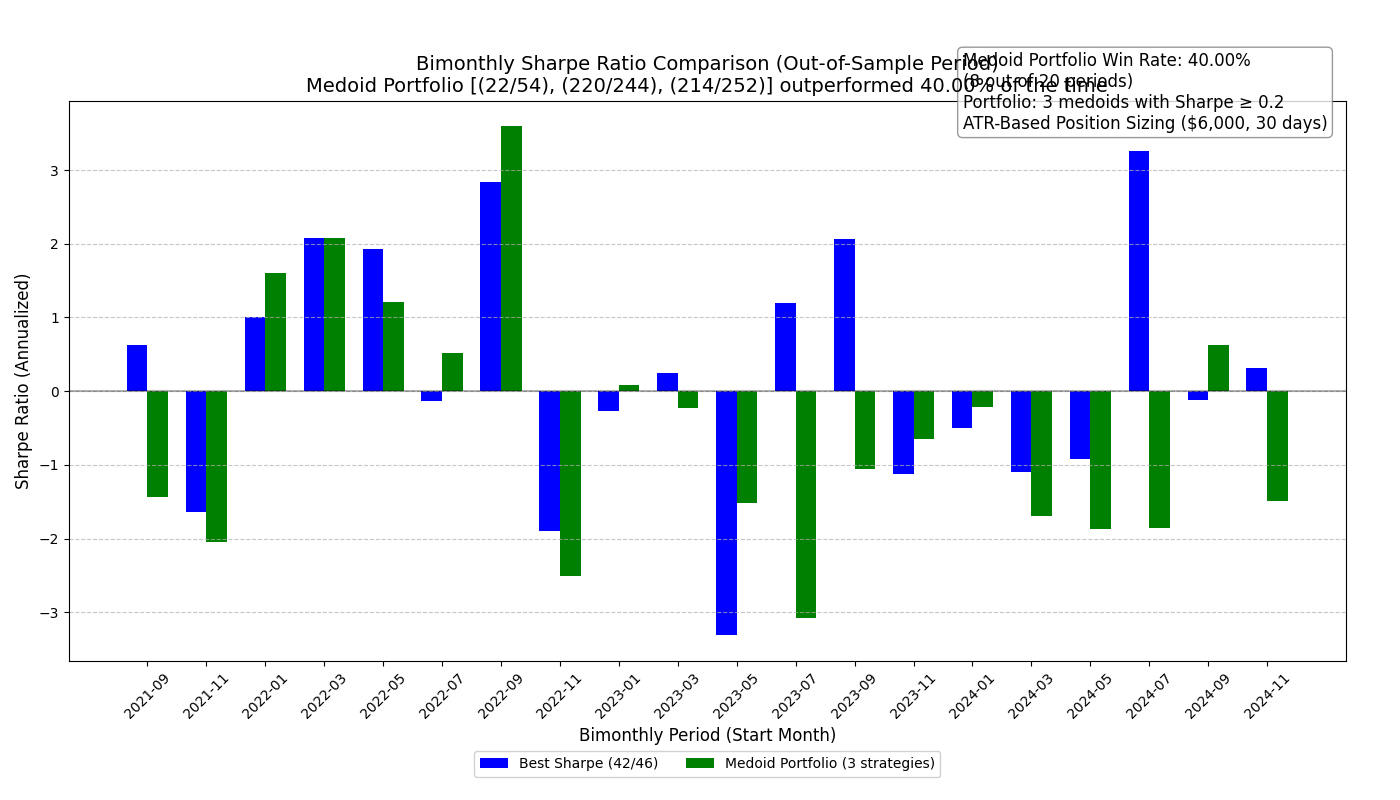 Bimonthly Sharpe Ratio Comparison (Out-of-Sample Period)
Medoid Portfolio [(22/54), (220/244), (214/252)] outperformed 40.00% of the time
Medoid Portfolio Win Rate: 40.00%
(8 out of 20 periods)
Portfolio: 3 medoids with Sharpe ≥ 0.2
ATR-Based Position Sizing ($6,000, 30 days)
Sharpe Ratio (Annualized)
3
2
1
0
−1
−2
−3
2021-09
2021-11
2022-01
2022-03
2022-05
2022-07
2022-09
2022-11
2023-01
2023-03
2023-05
2023-07
2023-09
2023-11
2024-01
2024-03
2024-05
2024-07
2024-09
2024-11
Bimonthly Period (Start Month)
Best Sharpe (42/46)
Medoid Portfolio (3 strategies)